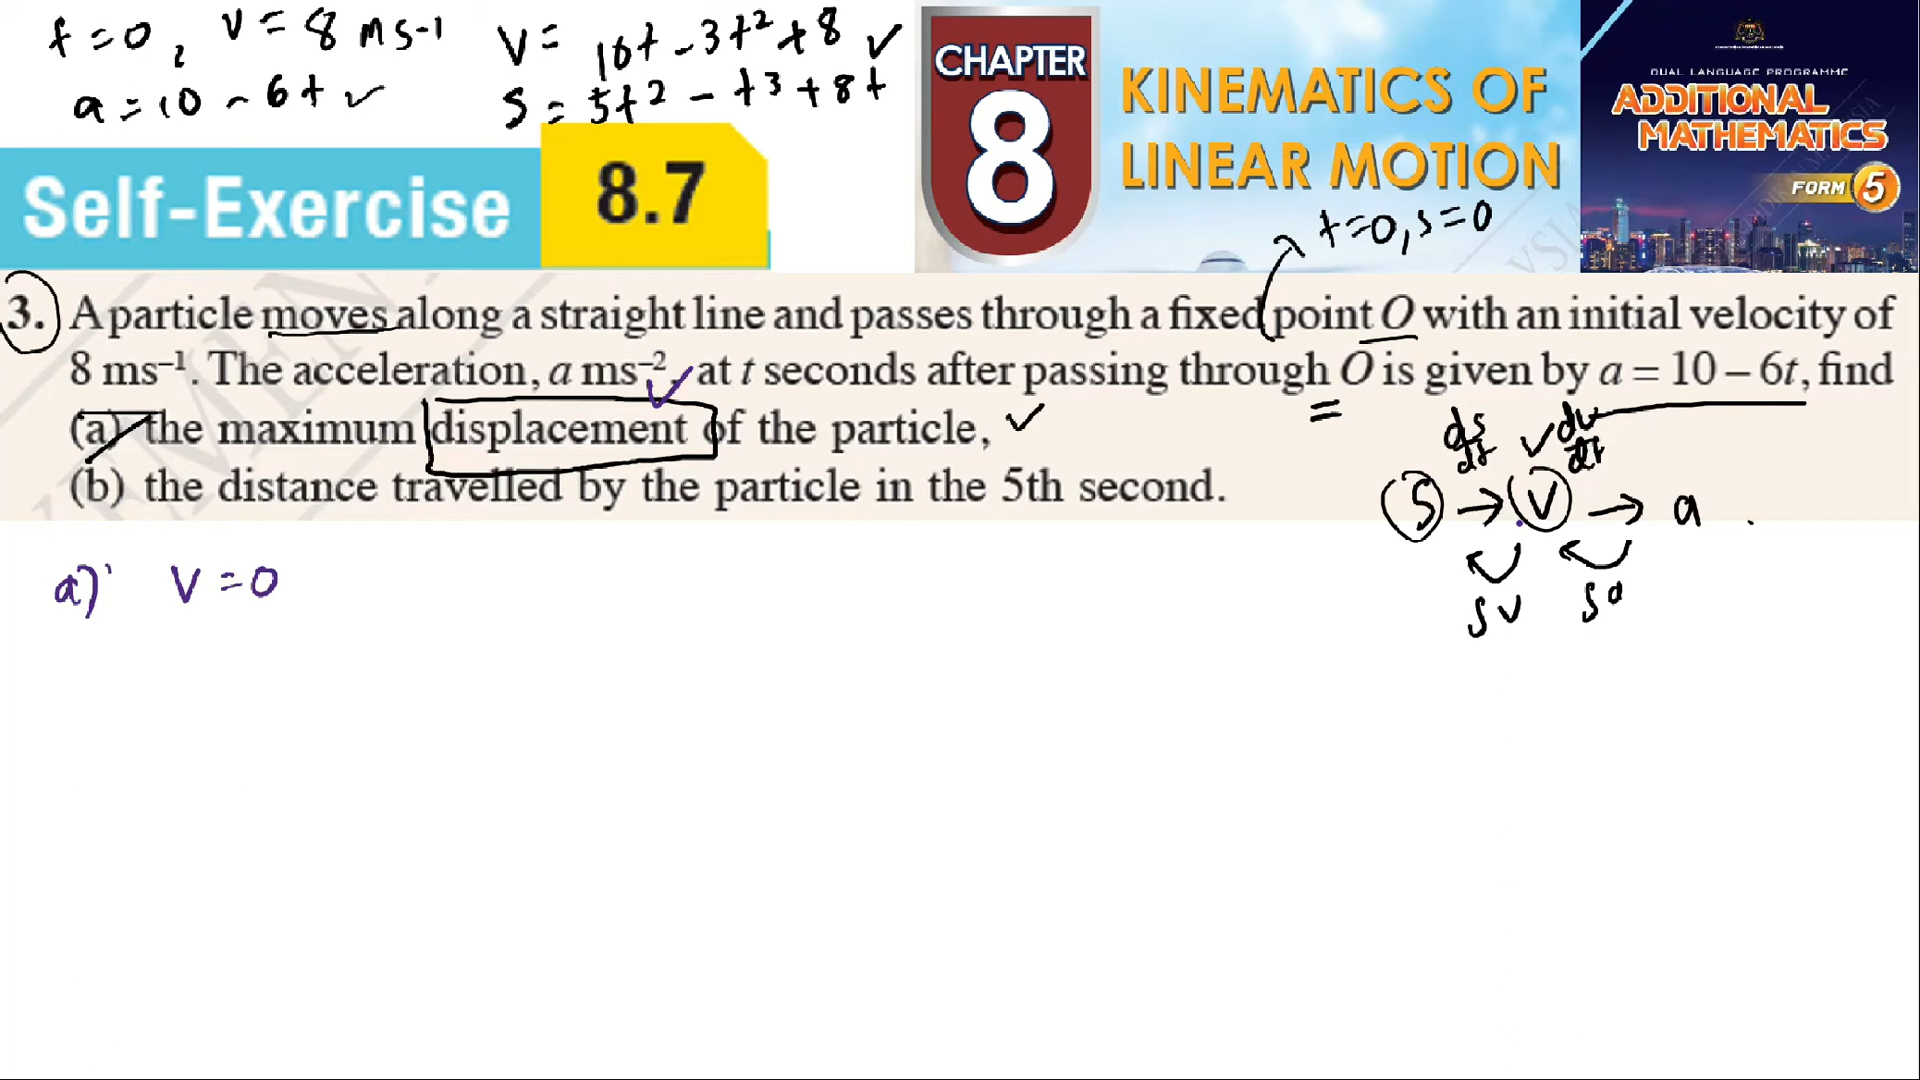 t=0, v=8ms-1 v= 10t-3t²+8 ✓
a=10-6t ✓ s= 5t²-t3+8t
CHAPTER
8
KINEMATICS OF
LINEAR MOTION
DUAL LANGUAGE PROGRAMME
ADDITIONAL
MATHEMATICS
FORM 5
Self-Exercise 8.7
t=0, s=0
3. A particle moves along a straight line and passes through a fixed point O with an initial velocity of
8 ms⁻¹. The acceleration, a ms⁻², at t seconds after passing through O is given by a = 10 – 6t, find
(a) the maximum displacement of the particle, ✓
(b) the distance travelled by the particle in the 5th second.
ds/dt ✓ dv/dt
S → V → a
∫v ∫a
a) v=0